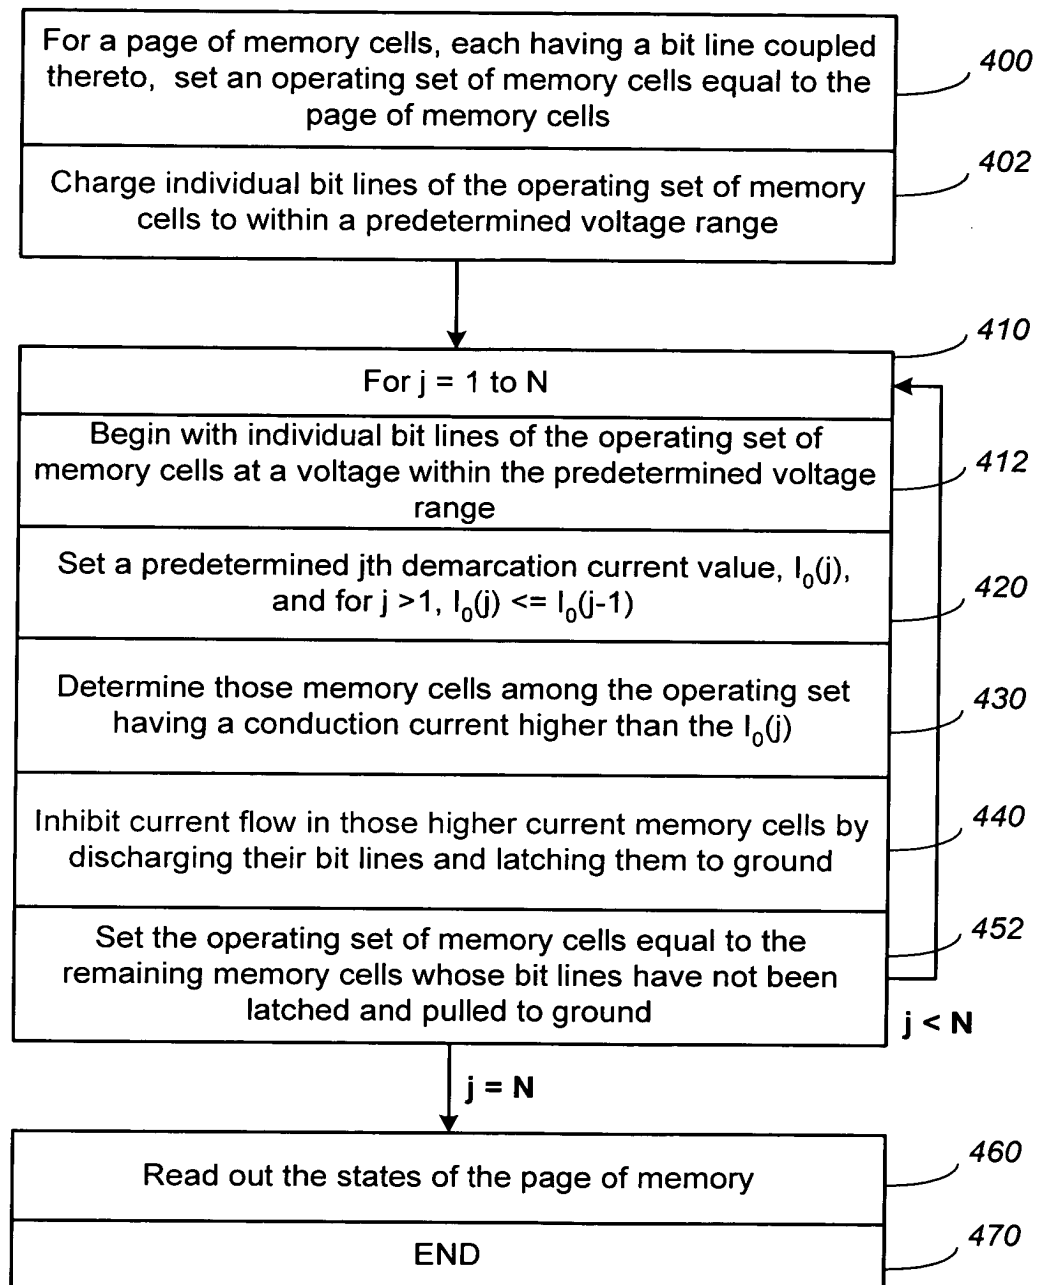 For a page of memory cells, each having a bit line coupled
thereto, set an operating set of memory cells equal to the
page of memory cells
400
Charge individual bit lines of the operating set of memory
cells to within a predetermined voltage range
402
410
For j = 1 to N
Begin with individual bit lines of the operating set of
memory cells at a voltage within the predetermined voltage
range
412
Set a predetermined jth demarcation current value, I₀(j),
and for j >1, I₀(j) <= I₀(j-1)
420
Determine those memory cells among the operating set
having a conduction current higher than the I₀(j)
430
Inhibit current flow in those higher current memory cells by
discharging their bit lines and latching them to ground
440
Set the operating set of memory cells equal to the
remaining memory cells whose bit lines have not been
latched and pulled to ground
452
j < N
j = N
Read out the states of the page of memory
460
END
470